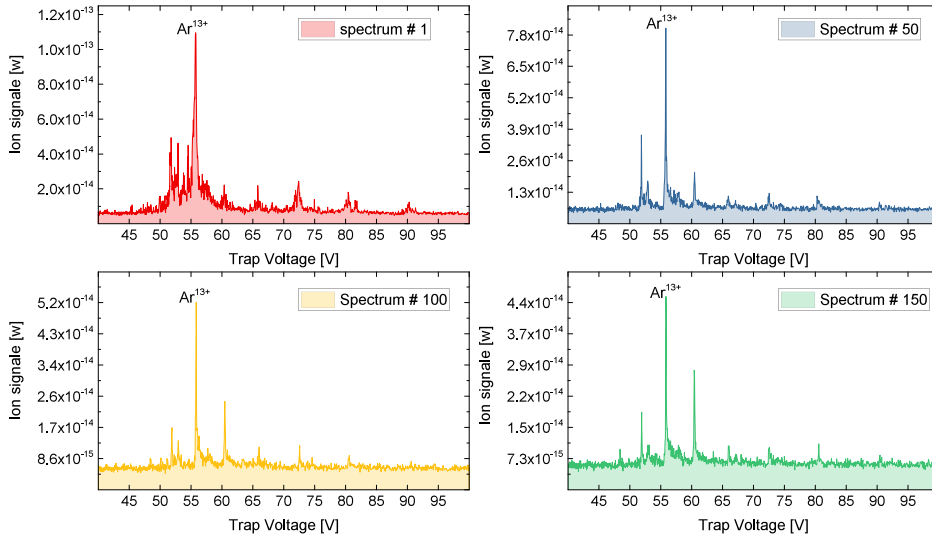 Ar13+
spectrum # 1
1.2x10-13
1.0x10-13
8.0x10-14
6.0x10-14
4.0x10-14
2.0x10-14
Ion signale [w]
45 50 55 60 65 70 75 80 85 90 95
Trap Voltage [V]
Ar13+
Spectrum # 50
7.8x10-14
6.5x10-14
5.2x10-14
3.9x10-14
2.6x10-14
1.3x10-14
Ion signale [w]
45 50 55 60 65 70 75 80 85 90 95
Trap Voltage [V]
Ar13+
Spectrum # 100
5.2x10-14
4.3x10-14
3.4x10-14
2.6x10-14
1.7x10-14
8.6x10-15
Ion signale [w]
45 50 55 60 65 70 75 80 85 90 95
Trap Voltage [V]
Ar13+
Spectrum # 150
4.4x10-14
3.7x10-14
2.9x10-14
2.2x10-14
1.5x10-14
7.3x10-15
Ion signale [w]
45 50 55 60 65 70 75 80 85 90 95
Trap Voltage [V]